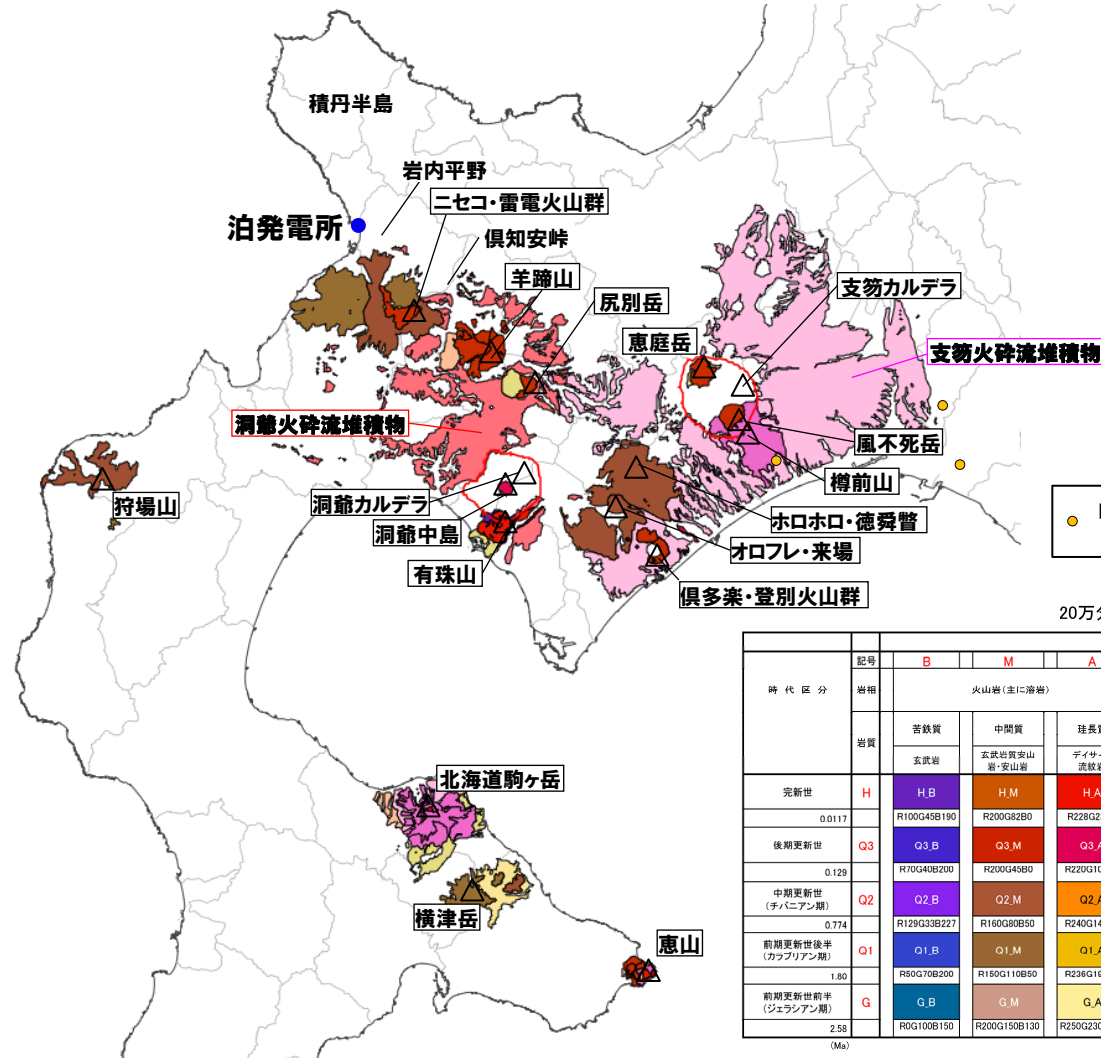 積丹半島
岩内平野
ニセコ・雷電火山群
泊発電所
倶知安峠
羊蹄山
尻別岳
支笏カルデラ
恵庭岳
支笏火砕流堆積物
洞爺火砕流堆積物
風不死岳
樽前山
狩場山
洞爺カルデラ
洞爺中島
ホロホロ・徳舜瞥
オロフレ・来場
有珠山
倶多楽・登別火山群
20万分
北海道駒ヶ岳
横津岳
恵山
時代区分
記号
B
M
A
岩相
火山岩(主に溶岩)
岩質
苦鉄質
中間質
珪長質
玄武岩
玄武岩質安山岩・安山岩
デイサイ
流紋岩
完新世
H
H_B
H_M
H_A
0.0117
R100G45B190
R200G82B0
R228G2
後期更新世
Q3
Q3_B
Q3_M
Q3_A
0.129
R70G40B200
R200G45B0
R220G10
中期更新世
(チバニアン期)
Q2
Q2_B
Q2_M
Q2_A
0.774
R129G33B227
R160G80B50
R240G14
前期更新世後半
(カラブリアン期)
Q1
Q1_B
Q1_M
Q1_A
1.80
R50G70B200
R150G110B50
R236G19
前期更新世前半
(ジェラシアン期)
G
G_B
G_M
G_A
2.58
R0G100B150
R200G150B130
R250G230
(Ma)